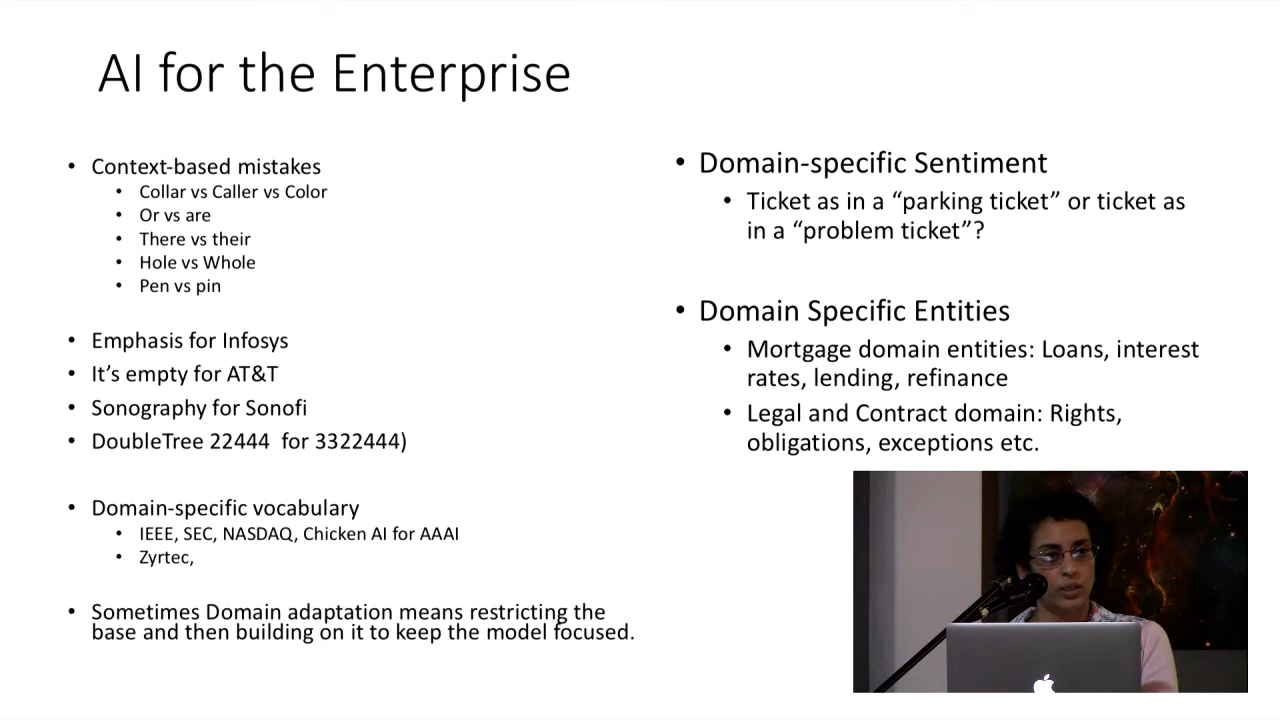 AI for the Enterprise
• Context-based mistakes
• Collar vs Caller vs Color
• Or vs are
• There vs their
• Hole vs Whole
• Pen vs pin
• Emphasis for Infosys
• It's empty for AT&T
• Sonography for Sonofi
• DoubleTree 22444  for 3322444)
• Domain-specific vocabulary
• IEEE, SEC, NASDAQ, Chicken AI for AAAI
• Zyrtec,
• Sometimes Domain adaptation means restricting the
base and then building on it to keep the model focused.
• Domain-specific Sentiment
• Ticket as in a “parking ticket” or ticket as
in a “problem ticket”?
• Domain Specific Entities
• Mortgage domain entities: Loans, interest
rates, lending, refinance
• Legal and Contract domain: Rights,
obligations, exceptions etc.